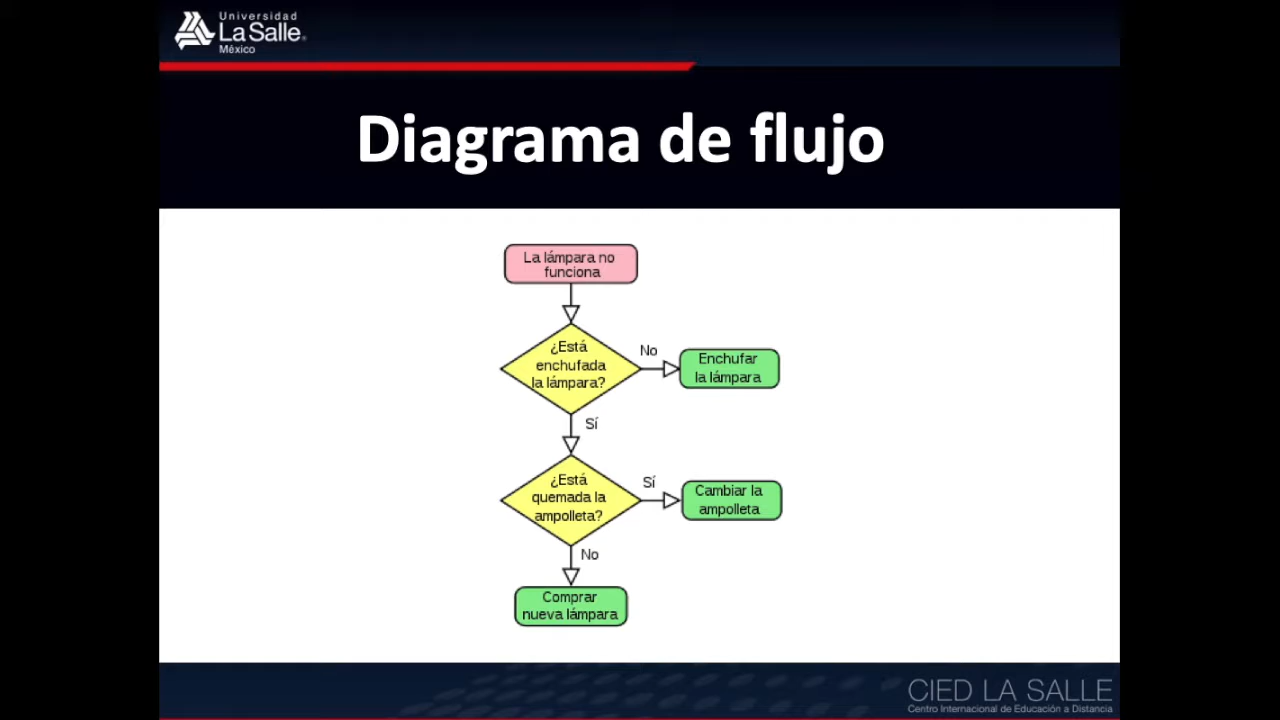 Universidad
La Salle
México
Diagrama de flujo
La lámpara no
funciona
¿Está
enchufada
la lámpara?
No
Enchufar
la lámpara
Sí
¿Está
quemada la
ampolleta?
Sí
Cambiar la
ampolleta
No
Comprar
nueva lámpara
CIED LA SALLE
Centro Internacional de Educación a Distancia